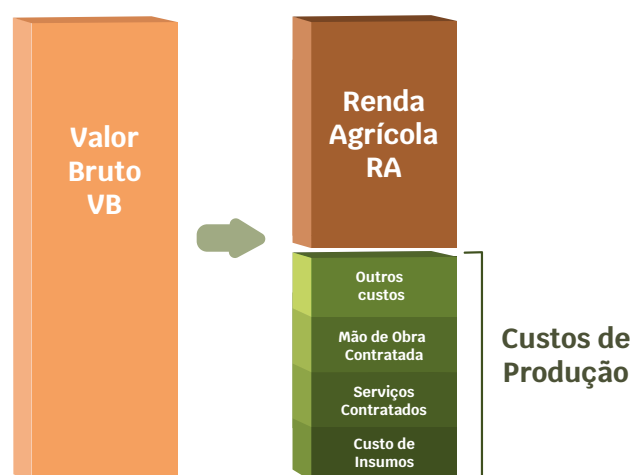 Valor
Bruto
VB
Renda
Agrícola
RA
Outros
custos
Mão de Obra
Contratada
Serviços
Contratados
Custo de
Insumos
Custos de
Produção